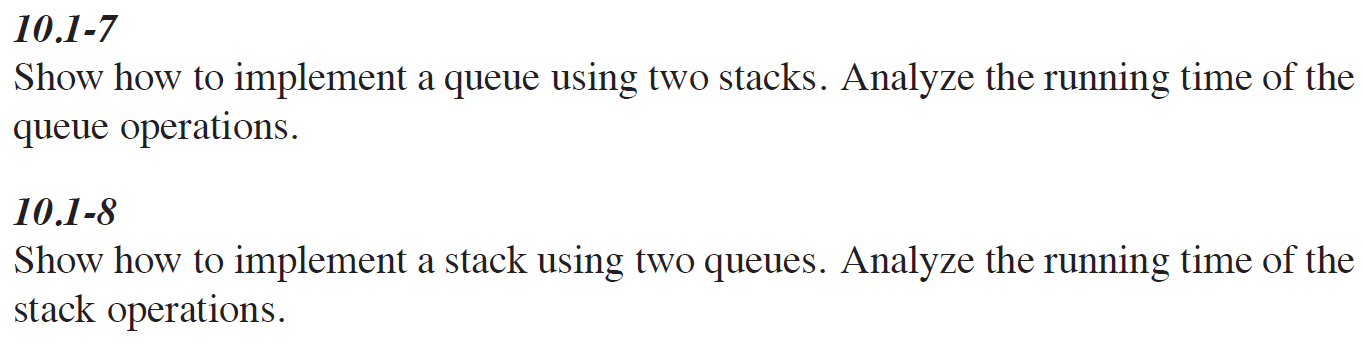 10.1-7
Show how to implement a queue using two stacks. Analyze the running time of the
queue operations.
10.1-8
Show how to implement a stack using two queues. Analyze the running time of the
stack operations.